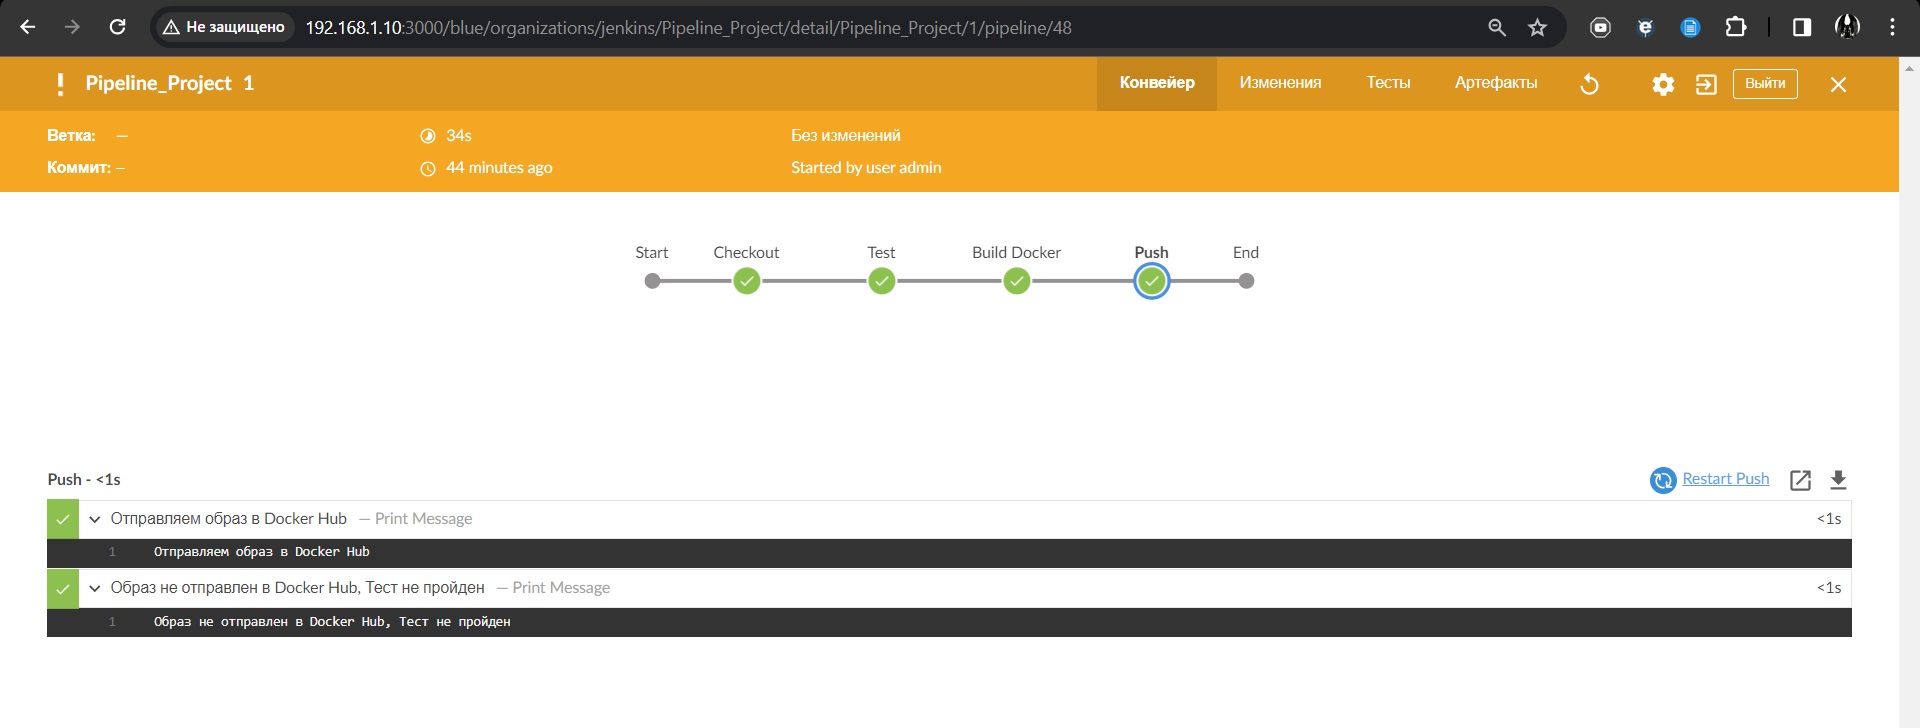 Не защищено 192.168.1.10:3000/blue/organizations/jenkins/Pipeline_Project/detail/Pipeline_Project/1/pipeline/48
Pipeline_Project 1 Конвейер Изменения Тесты Артефакты Выйти
Ветка: — 34s Без изменений
Коммит: — 44 minutes ago Started by user admin
Start Checkout Test Build Docker Push End
Push - <1s Restart Push
Отправляем образ в Docker Hub — Print Message <1s
1 Отправляем образ в Docker Hub
Образ не отправлен в Docker Hub, Тест не пройден — Print Message <1s
1 Образ не отправлен в Docker Hub, Тест не пройден